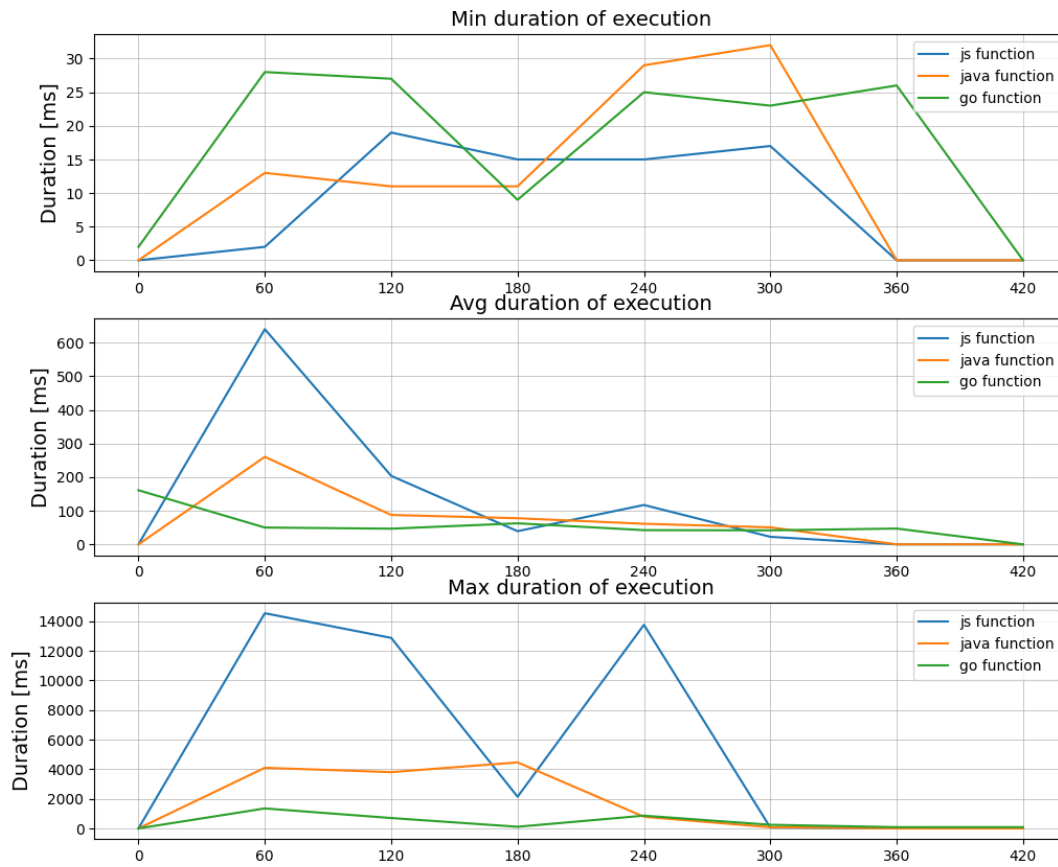 Min duration of execution
Duration [ms]
30
25
20
15
10
5
0
js function
java function
go function
0 60 120 180 240 300 360 420
Avg duration of execution
Duration [ms]
600
500
400
300
200
100
0
js function
java function
go function
0 60 120 180 240 300 360 420
Max duration of execution
Duration [ms]
14000
12000
10000
8000
6000
4000
2000
0
js function
java function
go function
0 60 120 180 240 300 360 420